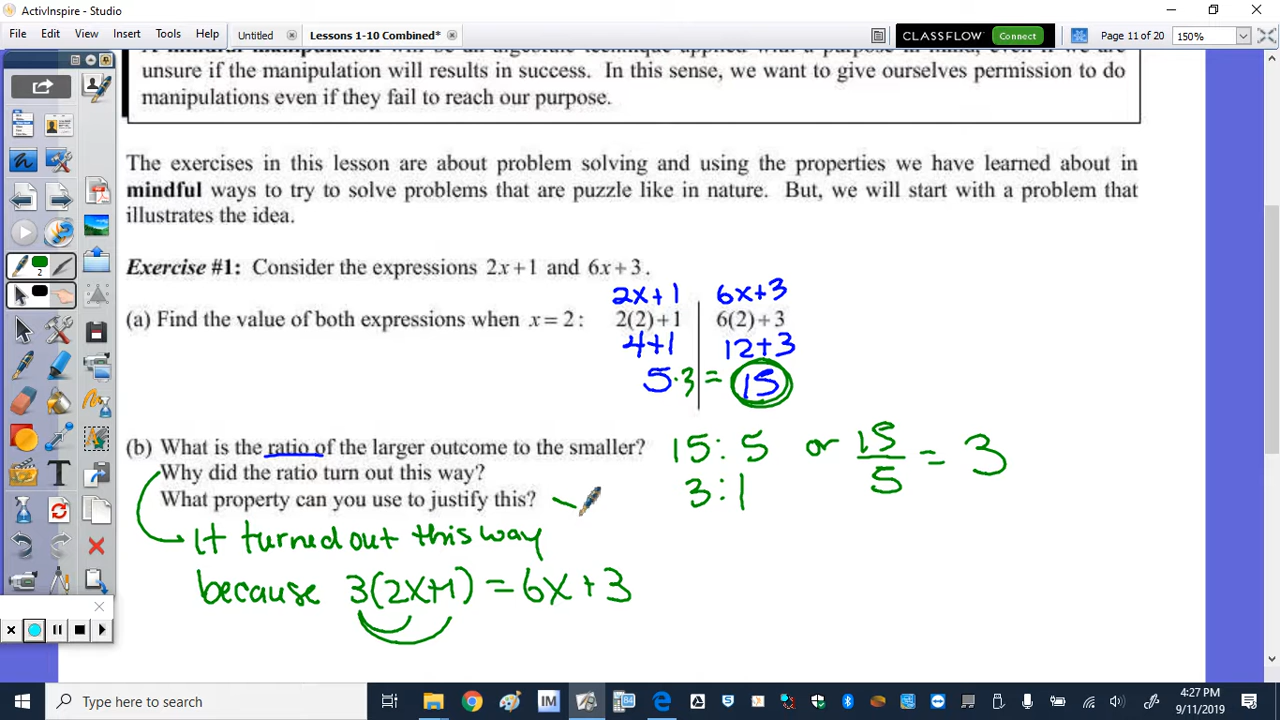 ActivInspire - Studio
File Edit View Insert Tools Help
Untitled
Lessons 1-10 Combined*
CLASSFLOW Connect
Page 11 of 20
150%
unsure if the manipulation will results in success. In this sense, we want to give ourselves permission to do
manipulations even if they fail to reach our purpose.
The exercises in this lesson are about problem solving and using the properties we have learned about in
mindful ways to try to solve problems that are puzzle like in nature. But, we will start with a problem that
illustrates the idea.
Exercise #1: Consider the expressions 2x+1 and 6x+3.
2x+1 6x+3
(a) Find the value of both expressions when x=2: 2(2)+1 6(2)+3
4+1 12+3
5·3 = 15
(b) What is the ratio of the larger outcome to the smaller? 15:5 or 15/5 = 3
Why did the ratio turn out this way?
3:1
What property can you use to justify this?
It turned out this way
because 3(2x+1) = 6x+3
2
T
IM
Type here to search
4:27 PM
9/11/2019